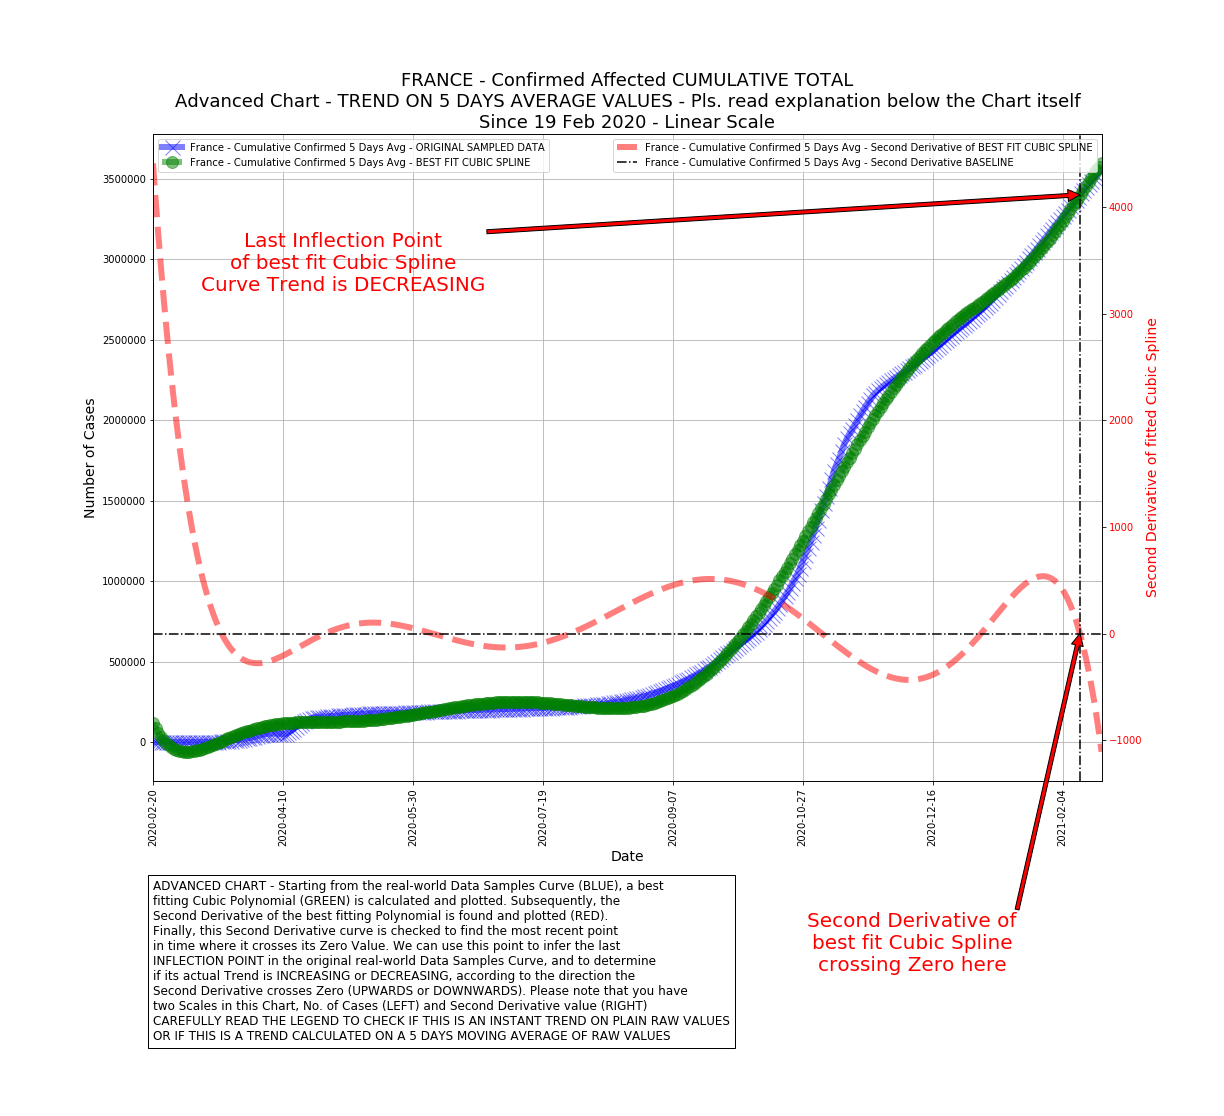 FRANCE - Confirmed Affected CUMULATIVE TOTAL
Advanced Chart - TREND ON 5 DAYS AVERAGE VALUES - Pls. read explanation below the Chart itself
Since 19 Feb 2020 - Linear Scale
France - Cumulative Confirmed 5 Days Avg - ORIGINAL SAMPLED DATA
France - Cumulative Confirmed 5 Days Avg - BEST FIT CUBIC SPLINE
France - Cumulative Confirmed 5 Days Avg - Second Derivative of BEST FIT CUBIC SPLINE
France - Cumulative Confirmed 5 Days Avg - Second Derivative BASELINE
Last Inflection Point
of best fit Cubic Spline
Curve Trend is DECREASING
Number of Cases
3500000
3000000
2500000
2000000
1500000
1000000
500000
0
4000
3000
2000
1000
0
−1000
Second Derivative of fitted Cubic Spline
2020-02-20
2020-04-10
2020-05-30
2020-07-19
2020-09-07
2020-10-27
2020-12-16
2021-02-04
Date
ADVANCED CHART - Starting from the real-world Data Samples Curve (BLUE), a best
fitting Cubic Polynomial (GREEN) is calculated and plotted. Subsequently, the
Second Derivative of the best fitting Polynomial is found and plotted (RED).
Finally, this Second Derivative curve is checked to find the most recent point
in time where it crosses its Zero Value. We can use this point to infer the last
INFLECTION POINT in the original real-world Data Samples Curve, and to determine
if its actual Trend is INCREASING or DECREASING, according to the direction the
Second Derivative crosses Zero (UPWARDS or DOWNWARDS). Please note that you have
two Scales in this Chart, No. of Cases (LEFT) and Second Derivative value (RIGHT)
CAREFULLY READ THE LEGEND TO CHECK IF THIS IS AN INSTANT TREND ON PLAIN RAW VALUES
OR IF THIS IS A TREND CALCULATED ON A 5 DAYS MOVING AVERAGE OF RAW VALUES
Second Derivative of
best fit Cubic Spline
crossing Zero here